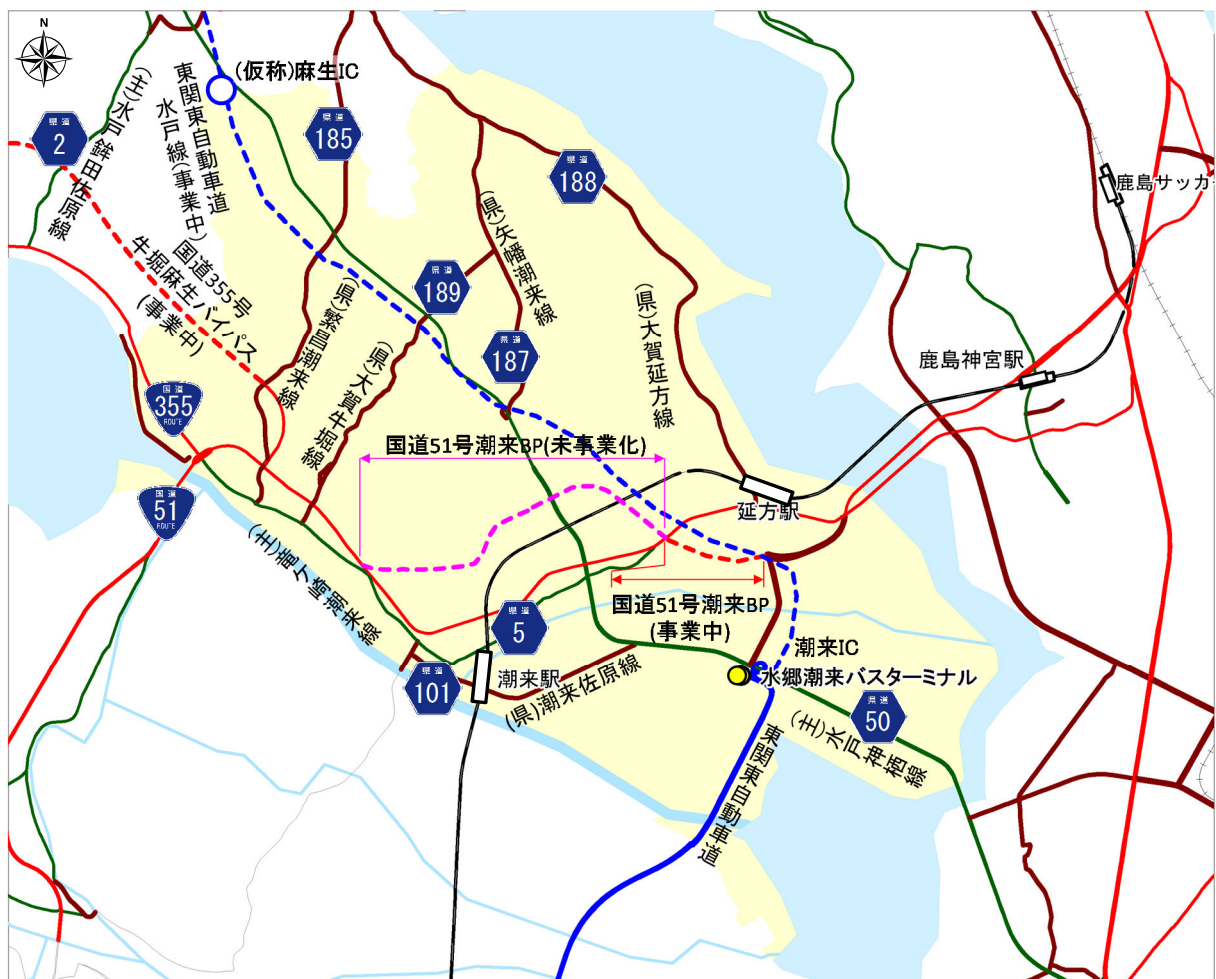 N
(仮称)麻生IC
東関東自動車道
水戸線(事業中)
(主)水戸鉾田佐原線
県道
2
県道
185
県道
188
国道355号
牛堀麻生バイパス
(事業中)
(県)矢幡潮来線
県道
189
(県)繁昌潮来線
(県)大賀牛堀線
県道
187
(県)大賀延方線
鹿島サッカ
鹿島神宮駅
国道
355
ROUTE
国道51号潮来BP(未事業化)
国道
51
ROUTE
延方駅
(主)竜ケ崎潮来線
県道
5
国道51号潮来BP
(事業中)
潮来IC
水郷潮来バスターミナル
県道
101
潮来駅
(県)潮来佐原線
県道
50
(主)水戸神栖線
東関東自動車道